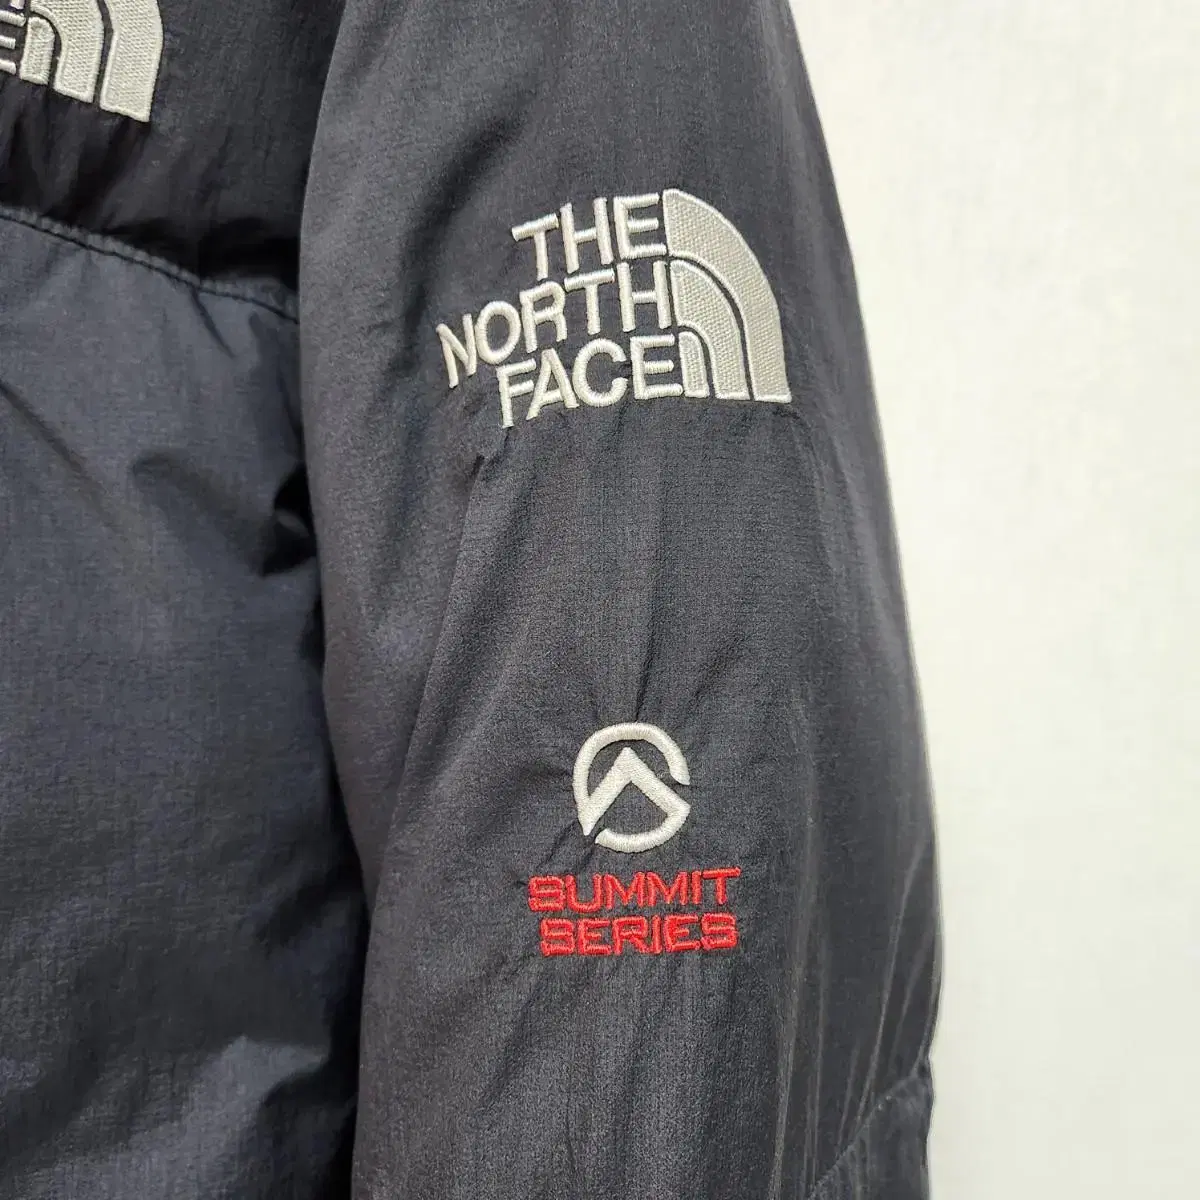 THE
NORTH
FACE
SUMMIT
SERIES